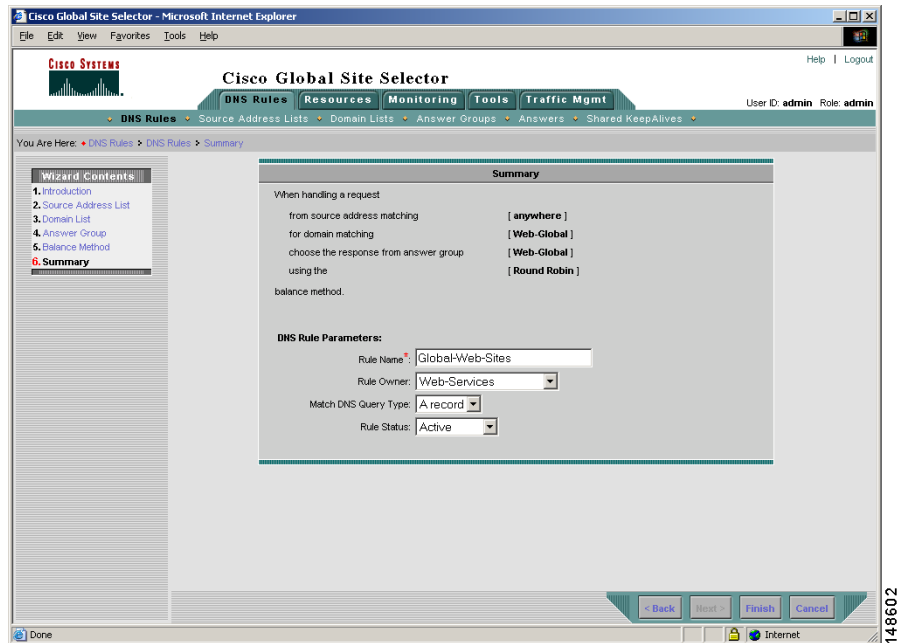 Cisco Global Site Selector - Microsoft Internet Explorer
File Edit View Favorites Tools Help
Help | Logout
CISCO SYSTEMS
Cisco Global Site Selector
DNS Rules Resources Monitoring Tools Traffic Mgmt
User ID: admin Role: admin
DNS Rules Source Address Lists Domain Lists Answer Groups Answers Shared KeepAlives
You Are Here: DNS Rules > DNS Rules > Summary
Wizard Contents
1. Introduction
2. Source Address List
3. Domain List
4. Answer Group
5. Balance Method
6. Summary
Summary
When handling a request
from source address matching [ anywhere ]
for domain matching [ Web-Global ]
choose the response from answer group [ Web-Global ]
using the [ Round Robin ]
balance method.
DNS Rule Parameters:
Rule Name*: Global-Web-Sites
Rule Owner: Web-Services
Match DNS Query Type: A record
Rule Status: Active
< Back Next > Finish Cancel
Done Internet
148602